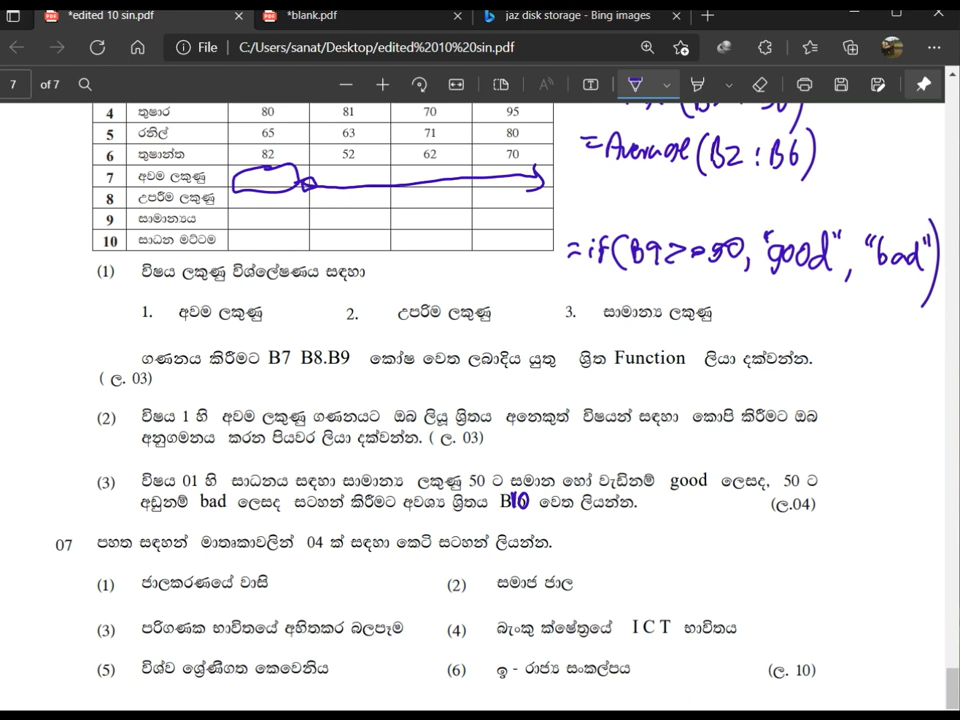 *edited 10 sin.pdf
*blank.pdf
jaz disk storage - Bing images
File
C:/Users/sanat/Desktop/edited%2010%20sin.pdf
7 of 7
4 තුෂාර 80 81 70 95
5 රනිල් 65 63 71 80
6 තුෂාන්ත 82 52 62 70
7 අවම ලකුණු
8 උපරිම ලකුණු
9 සාමාන්‍යය
10 සාධන මට්ටම
=Average(B2:B6)
=if(B9>=50, "good", "bad")
(1) විෂය ලකුණු විශ්ලේෂණය සඳහා
1. අවම ලකුණු 2. උපරිම ලකුණු 3. සාමාන්‍ය ලකුණු
ගණනය කිරීමට B7 B8.B9 කෝෂ වෙත ලබාදිය යුතු ශ්‍රිත Function ලියා දක්වන්න.
( ල. 03)
(2) විෂය 1 හි අවම ලකුණු ගණනයට ඔබ ලියූ ශ්‍රිතය අනෙකුත් විෂයන් සඳහා කොපි කිරීමට ඔබ
අනුගමනය කරන පියවර ලියා දක්වන්න. ( ල. 03)
(3) විෂය 01 හි සාධනය සඳහා සාමාන්‍ය ලකුණු 50 ට සමාන හෝ වැඩිනම් good ලෙසද, 50 ට
අඩුනම් bad ලෙසද සටහන් කිරීමට අවශ්‍ය ශ්‍රිතය B10 වෙත ලියන්න. (ල.04)
07 පහත සඳහන් මාතෘකාවලින් 04 ක් සඳහා කෙටි සටහන් ලියන්න.
(1) ජාලකරණයේ වාසි (2) සමාජ ජාල
(3) පරිගණක භාවිතයේ අහිතකර බලපෑම (4) බැංකු ක්ෂේත්‍රයේ I C T භාවිතය
(5) විශ්ව ශ්‍රේණිගත කෙවෙනිය (6) ඉ - රාජ්‍ය සංකල්පය (ල. 10)